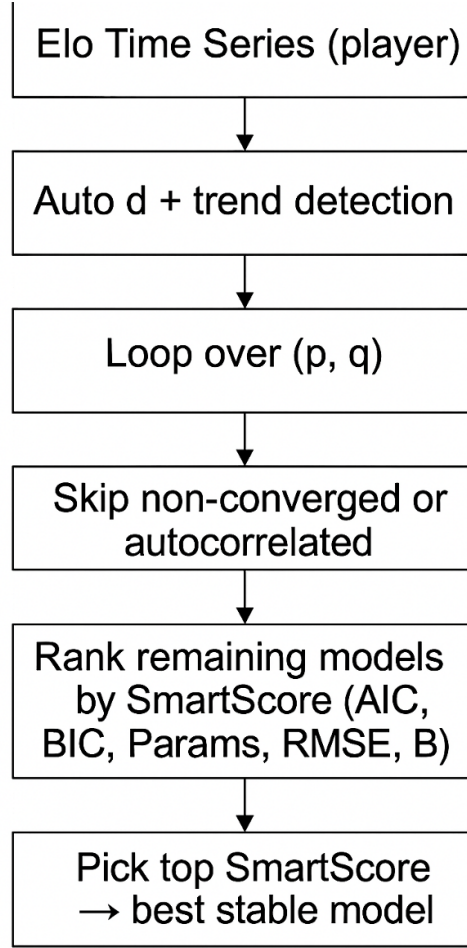 Elo Time Series (player)
Auto d + trend detection
Loop over (p, q)
Skip non-converged or
autocorrelated
Rank remaining models
by SmartScore (AIC,
BIC, Params, RMSE, B)
Pick top SmartScore
→ best stable model